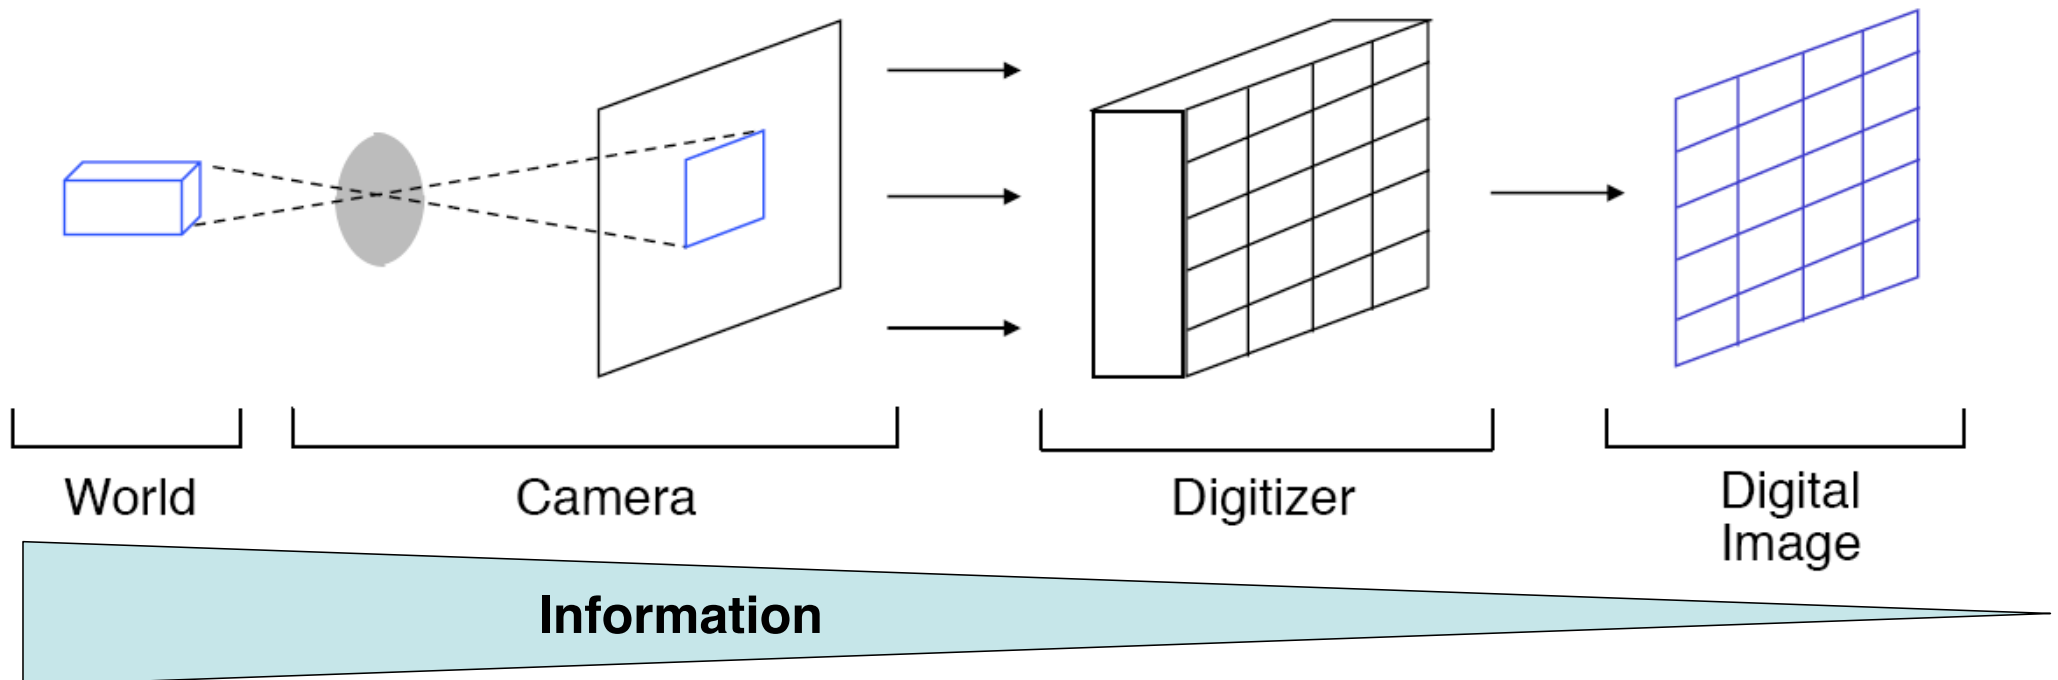 World
Camera
Digitizer
Digital
Image
Information